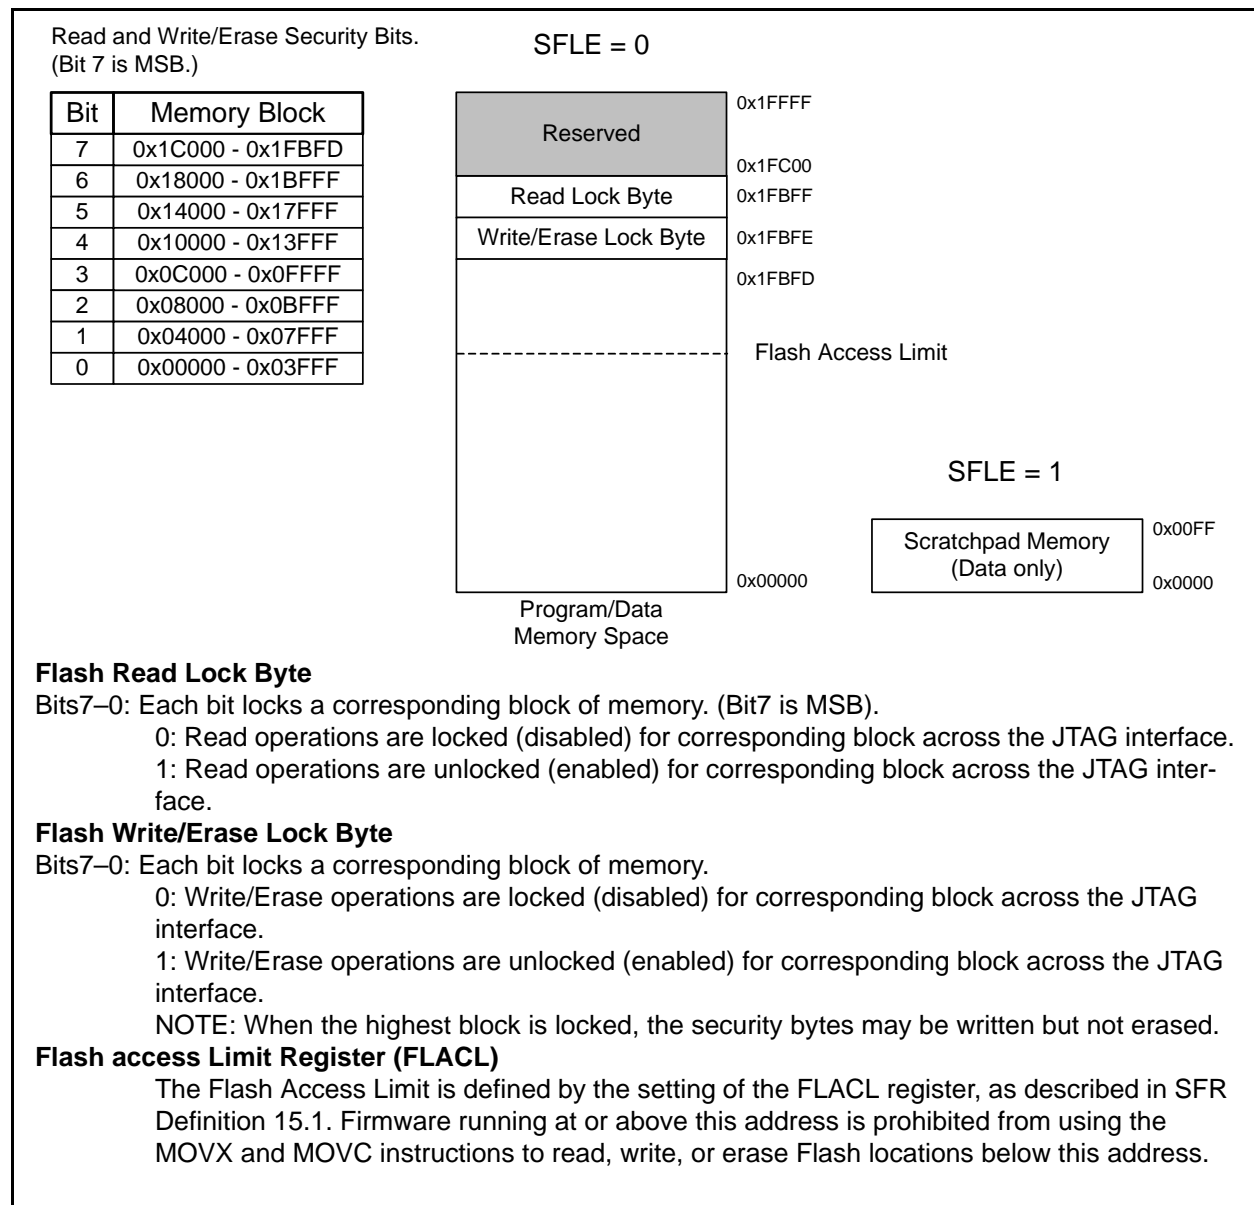 Read and Write/Erase Security Bits.
(Bit 7 is MSB.)
SFLE = 0
Bit Memory Block
7 0x1C000 - 0x1FBFD
6 0x18000 - 0x1BFFF
5 0x14000 - 0x17FFF
4 0x10000 - 0x13FFF
3 0x0C000 - 0x0FFFF
2 0x08000 - 0x0BFFF
1 0x04000 - 0x07FFF
0 0x00000 - 0x03FFF
0x1FFFF
Reserved
0x1FC00
Read Lock Byte 0x1FBFF
Write/Erase Lock Byte 0x1FBFE
0x1FBFD
Flash Access Limit
0x00000
Program/Data
Memory Space
SFLE = 1
Scratchpad Memory
(Data only)
0x00FF
0x0000
Flash Read Lock Byte
Bits7–0: Each bit locks a corresponding block of memory. (Bit7 is MSB).
0: Read operations are locked (disabled) for corresponding block across the JTAG interface.
1: Read operations are unlocked (enabled) for corresponding block across the JTAG inter-
face.
Flash Write/Erase Lock Byte
Bits7–0: Each bit locks a corresponding block of memory.
0: Write/Erase operations are locked (disabled) for corresponding block across the JTAG
interface.
1: Write/Erase operations are unlocked (enabled) for corresponding block across the JTAG
interface.
NOTE: When the highest block is locked, the security bytes may be written but not erased.
Flash access Limit Register (FLACL)
The Flash Access Limit is defined by the setting of the FLACL register, as described in SFR
Definition 15.1. Firmware running at or above this address is prohibited from using the
MOVX and MOVC instructions to read, write, or erase Flash locations below this address.